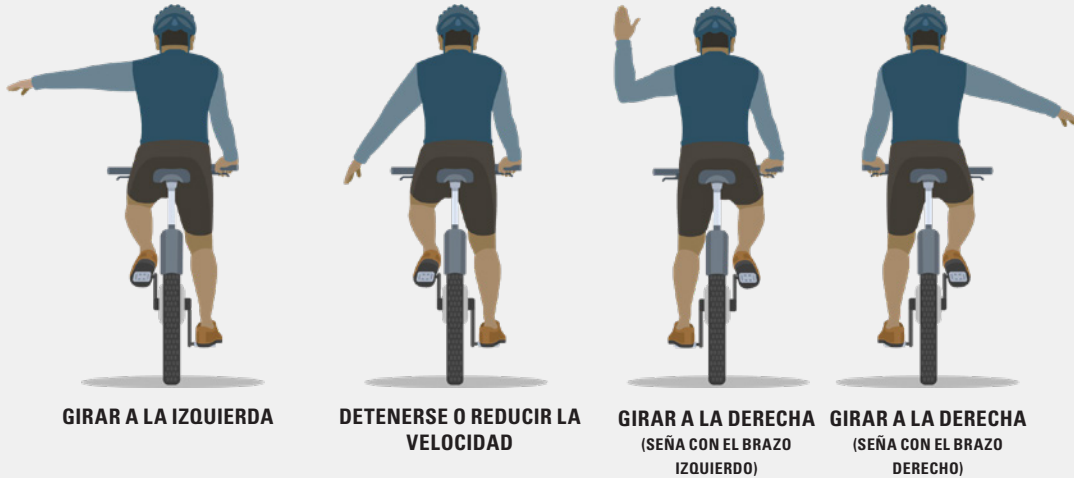 GIRAR A LA IZQUIERDA
DETENERSE O REDUCIR LA
VELOCIDAD
GIRAR A LA DERECHA
(SEÑA CON EL BRAZO
IZQUIERDO)
GIRAR A LA DERECHA
(SEÑA CON EL BRAZO
DERECHO)